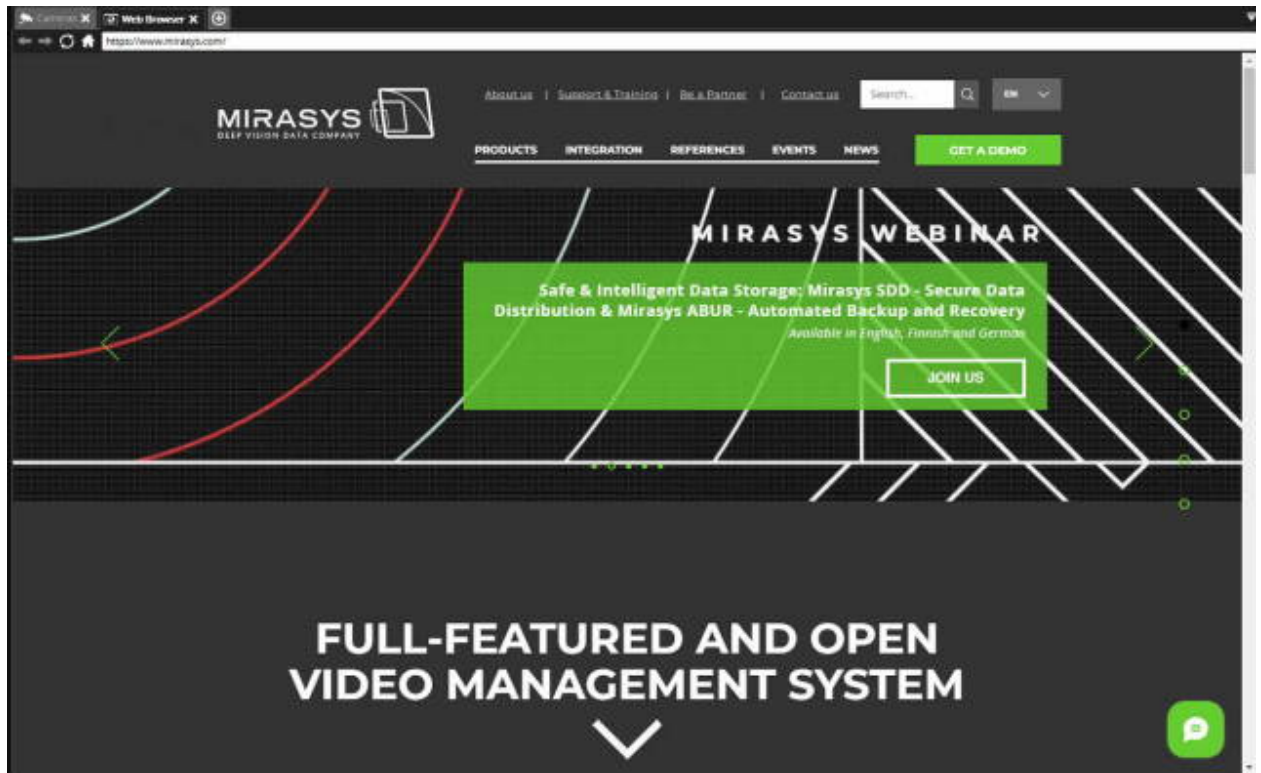 Cameras Web Browser
https://www.mirasys.com/
About us | Support & Training | Be a Partner | Contact us Search... EN
MIRASYS
DEEP VISION DATA COMPANY
PRODUCTS INTEGRATION REFERENCES EVENTS NEWS GET A DEMO
MIRASYS WEBINAR
Safe & Intelligent Data Storage: Mirasys SDD - Secure Data
Distribution & Mirasys ABUR - Automated Backup and Recovery
Available in English, Finnish and German
JOIN US
FULL-FEATURED AND OPEN
VIDEO MANAGEMENT SYSTEM